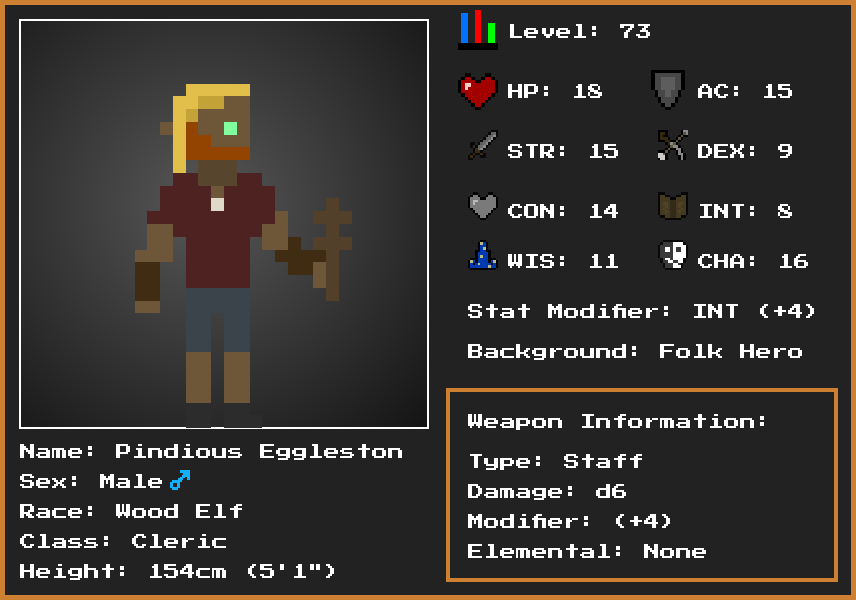 Level: 73
HP: 18 AC: 15
STR: 15 DEX: 9
CON: 14 INT: 8
WIS: 11 CHA: 16
Stat Modifier: INT (+4)
Background: Folk Hero
Weapon Information:
Type: Staff
Damage: d6
Modifier: (+4)
Elemental: None
Name: Pindious Eggleston
Sex: Male♂
Race: Wood Elf
Class: Cleric
Height: 154cm (5'1")